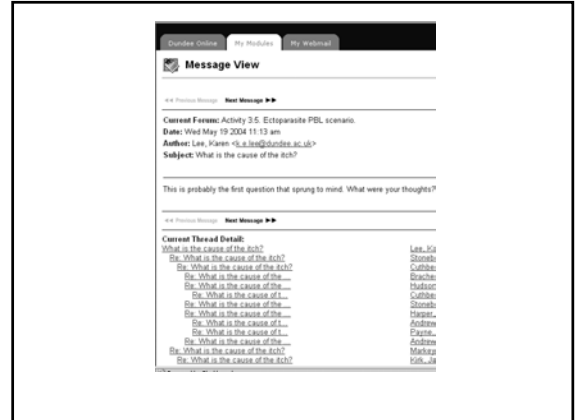 Dundee Online My Modules My Webmail
Message View
◄◄ Previous Message Next Message ►►
Current Forum: Activity 3.5. Ectoparasite PBL scenario.
Date: Wed May 19 2004 11:13 am
Author: Lee, Karen <k.e.lee@dundee.ac.uk>
Subject: What is the cause of the itch?
This is probably the first question that sprung to mind. What were your thoughts?
◄◄ Previous Message Next Message ►►
Current Thread Detail:
What is the cause of the itch? Lee, Ka
Re: What is the cause of the itch? Stoneb
Re: What is the cause of the itch? Cuthbe
Re: What is the cause of the .... Brache
Re: What is the cause of the .... Hudson
Re: What is the cause of t... Cuthbe
Re: What is the cause of the .... Stoneb
Re: What is the cause of the .... Harper,
Re: What is the cause of t... Andrew
Re: What is the cause of t... Payne,
Re: What is the cause of the .... Andrew
Re: What is the cause of the itch? Markey
Re: What is the cause of the itch? Kirk, Ja